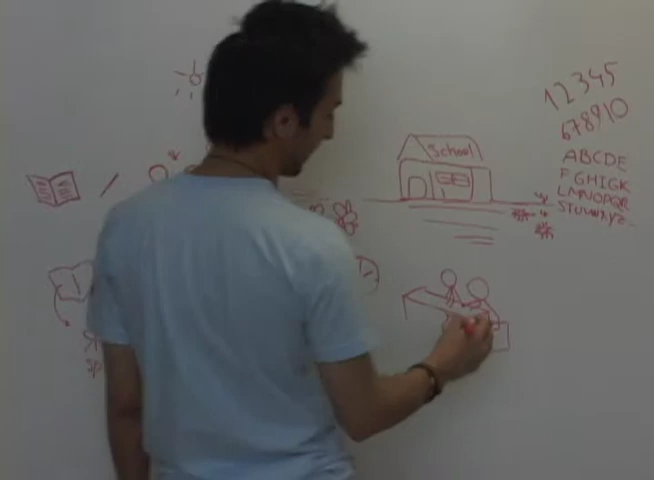 12345
678910
School
ABCDE
FGHIGK
LMNOPQR
STUVWXYZ